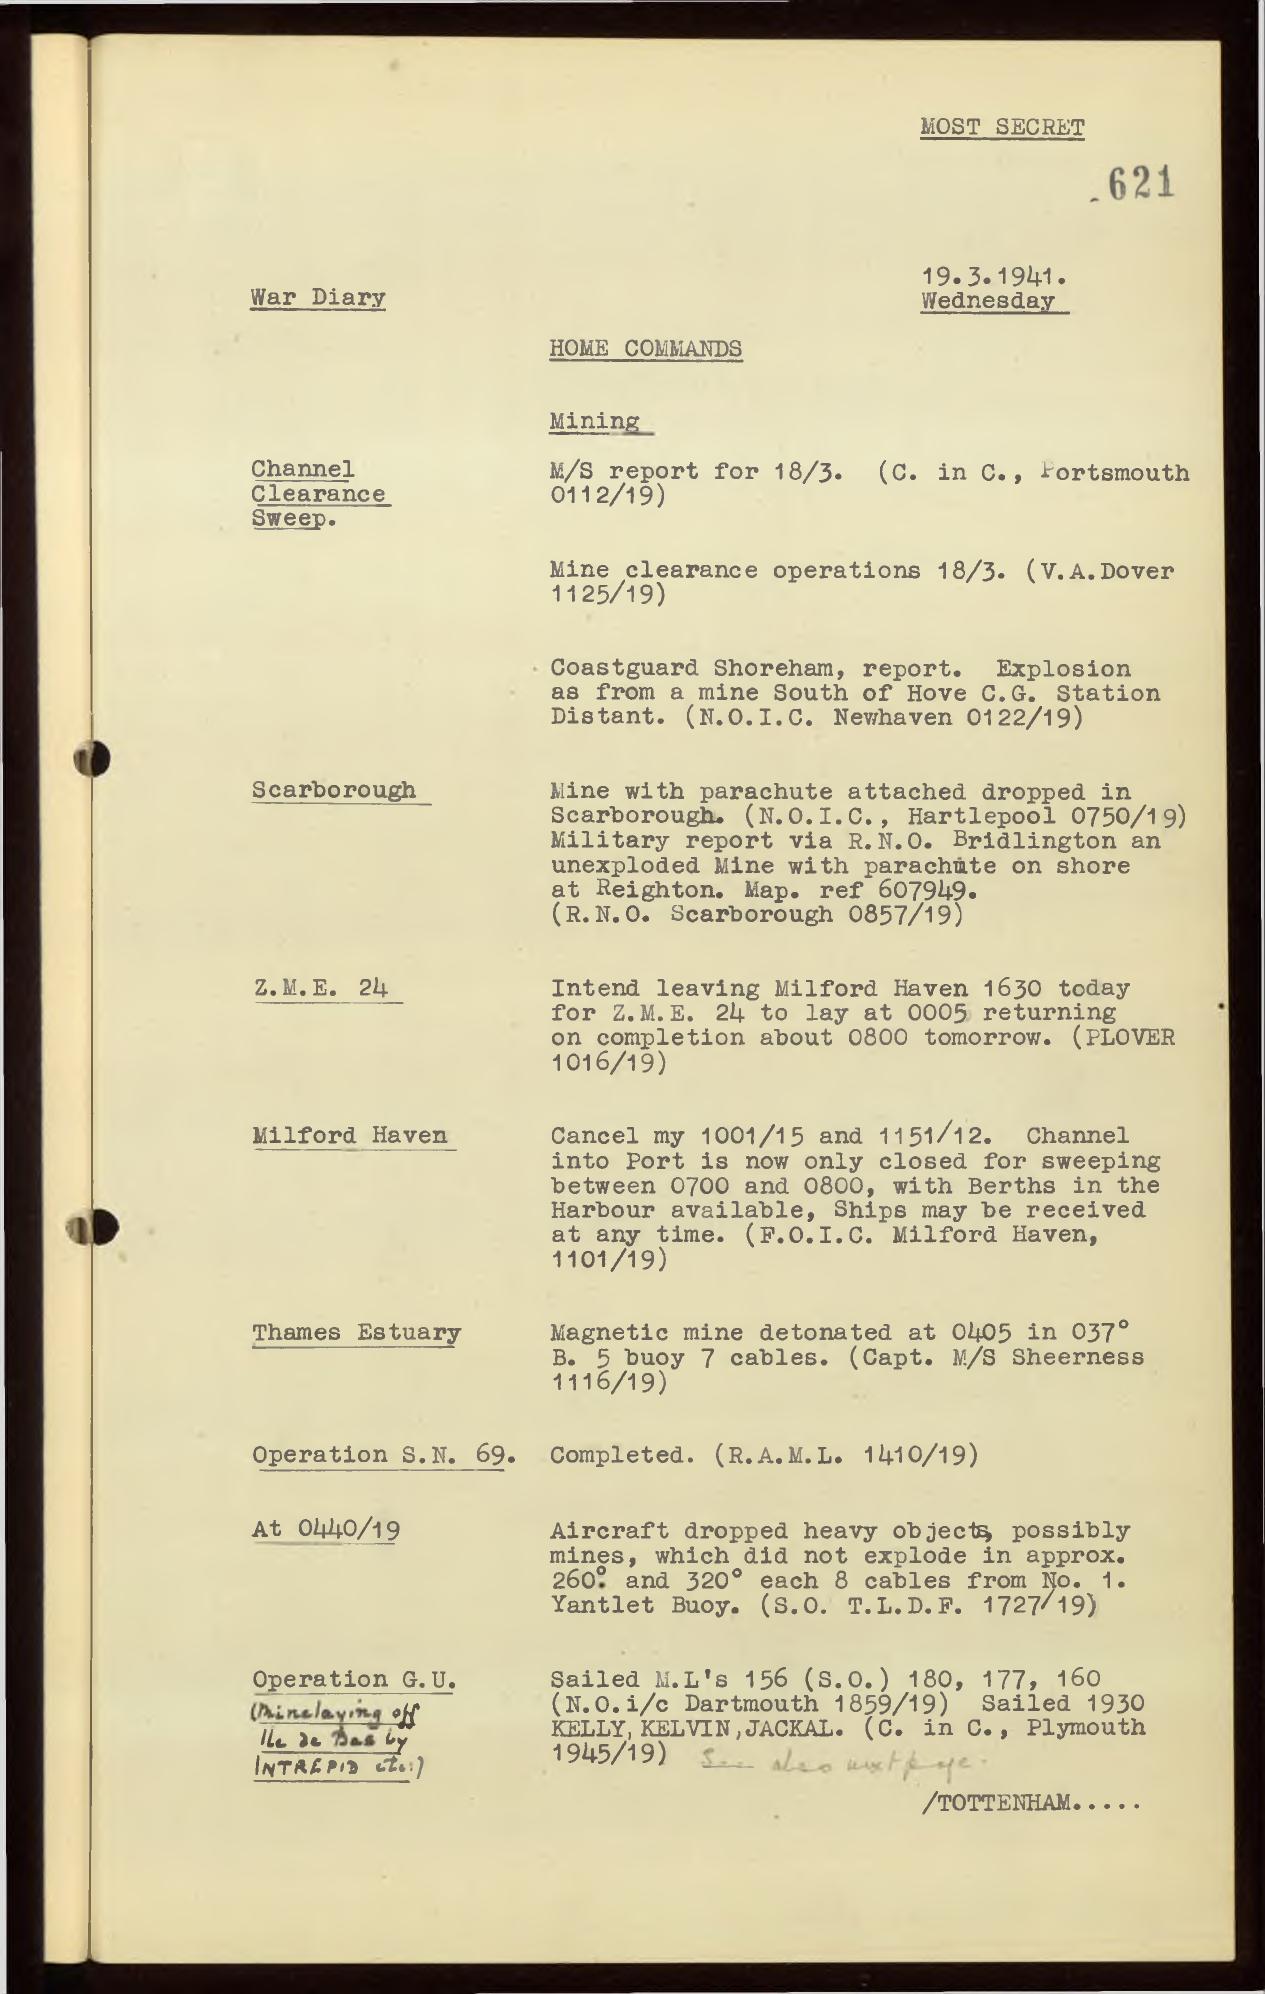 MOST SECRET
621
19.3.1941.
War Diary
Wednesday
HOME COMMANDS
Mining
Channel
Clearance
Sweep.
M/S report for 18/3. (C. in C., Portsmouth
0112/19)
Mine clearance operations 18/3. (V.A.Dover
1125/19)
Coastguard Shoreham, report. Explosion
as from a mine South of Hove C.G. Station
Distant. (N.O.I.C. Newhaven 0122/19)
Scarborough
Mine with parachute attached dropped in
Scarborough. (N.O.I.C., Hartlepool 0750/19)
Military report via R.N.O. Bridlington an
unexploded Mine with parachute on shore
at Reighton. Map. ref 607949.
(R.N.O. Scarborough 0857/19)
Z.M.E. 24
Intend leaving Milford Haven 1630 today
for Z.M.E. 24 to lay at 0005 returning
on completion about 0800 tomorrow. (PLOVER
1016/19)
Milford Haven
Cancel my 1001/15 and 1151/12. Channel
into Port is now only closed for sweeping
between 0700 and 0800, with Berths in the
Harbour available, Ships may be received
at any time. (F.O.I.C. Milford Haven,
1101/19)
Thames Estuary
Magnetic mine detonated at 0405 in 037°
B. 5 buoy 7 cables. (Capt. M/S Sheerness
1116/19)
Operation S.N. 69.
Completed. (R.A.M.L. 1410/19)
At 0440/19
Aircraft dropped heavy objects, possibly
mines, which did not explode in approx.
260° and 320° each 8 cables from No. 1.
Yantlet Buoy. (S.O. T.L.D.F. 1727/19)
Operation G.U.
(Minelaying off
Ile de Bas by
INTREPID etc:)
Sailed M.L's 156 (S.O.) 180, 177, 160
(N.O.i/c Dartmouth 1859/19) Sailed 1930
KELLY, KELVIN, JACKAL. (C. in C., Plymouth
1945/19) See also next page.
/TOTTENHAM.....